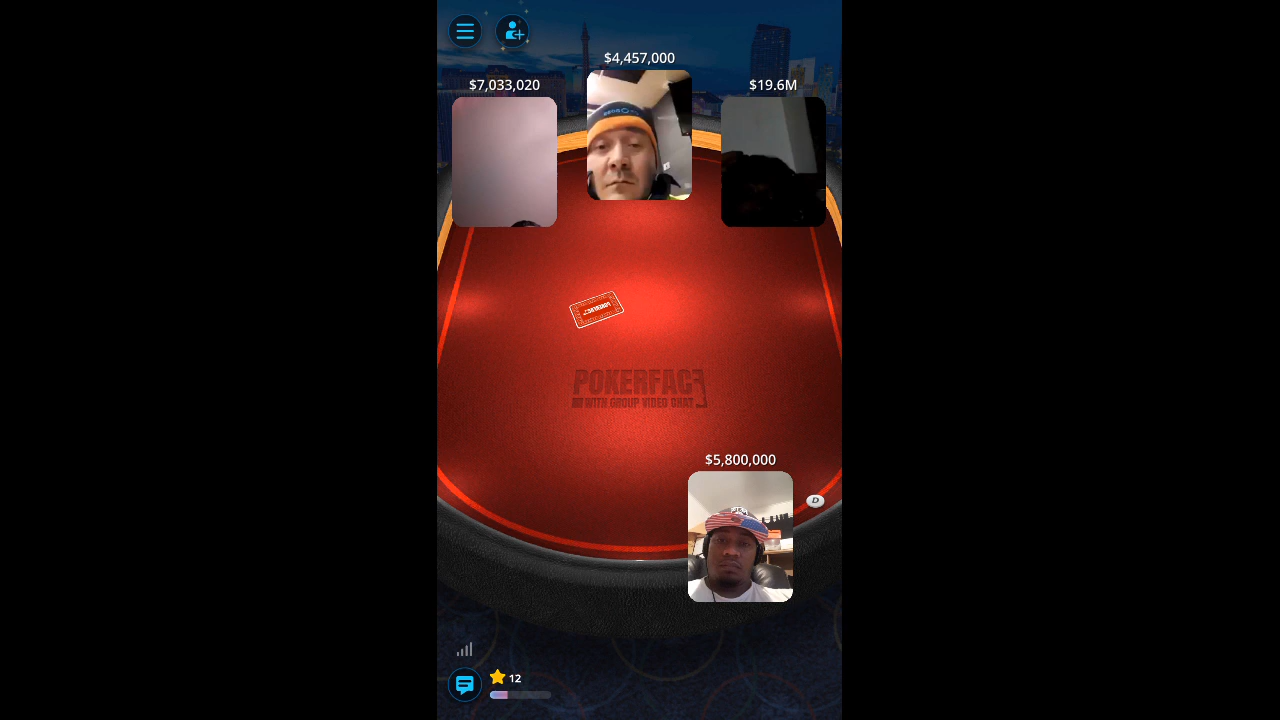 $4,457,000
$7,033,020
$19.6M
POKERFACE
WITH GROUP VIDEO CHAT
$5,800,000
D
12